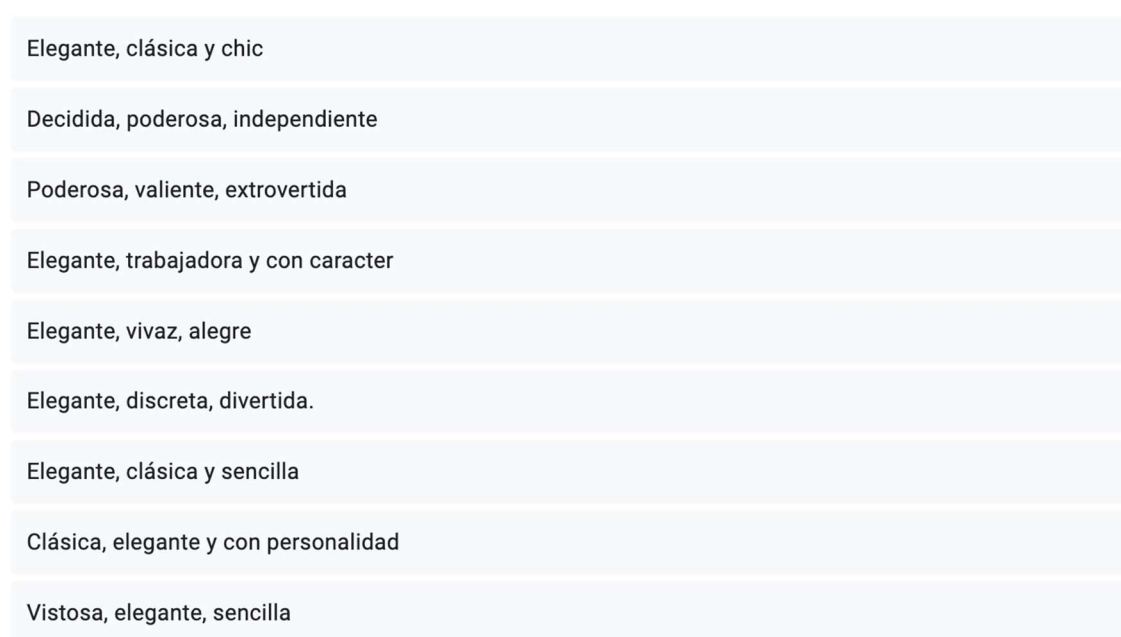 Elegante, clásica y chic
Decidida, poderosa, independiente
Poderosa, valiente, extrovertida
Elegante, trabajadora y con caracter
Elegante, vivaz, alegre
Elegante, discreta, divertida.
Elegante, clásica y sencilla
Clásica, elegante y con personalidad
Vistosa, elegante, sencilla